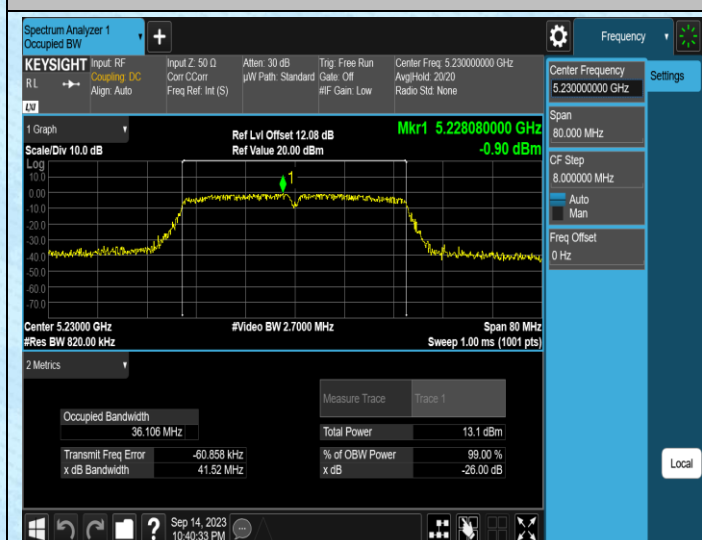 Spectrum Analyzer 1
Occupied BW
Frequency
KEYSIGHT
RL
LXI
Input: RF
Coupling: DC
Align: Auto
Input Z: 50 Ω
Corr CCorr
Freq Ref: Int (S)
Atten: 30 dB
µW Path: Standard
Trig: Free Run
Gate: Off
#IF Gain: Low
Center Freq: 5.230000000 GHz
Avg|Hold: 20/20
Radio Std: None
Center Frequency
5.230000000 GHz
Settings
Span
80.000 MHz
CF Step
8.000000 MHz
Auto
Man
Freq Offset
0 Hz
Local
1 Graph
Scale/Div 10.0 dB
Ref Lvl Offset 12.08 dB
Ref Value 20.00 dBm
Mkr1 5.228080000 GHz
-0.90 dBm
Log
10.0
0.00
-10.0
-20.0
-30.0
-40.0
-50.0
-60.0
-70.0
1
Center 5.23000 GHz
#Res BW 820.00 kHz
#Video BW 2.7000 MHz
Span 80 MHz
Sweep 1.00 ms (1001 pts)
2 Metrics
Measure Trace Trace 1
Occupied Bandwidth
36.106 MHz
Total Power 13.1 dBm
Transmit Freq Error -60.858 kHz
% of OBW Power 99.00 %
x dB Bandwidth 41.52 MHz
x dB -26.00 dB
Sep 14, 2023
10:40:33 PM